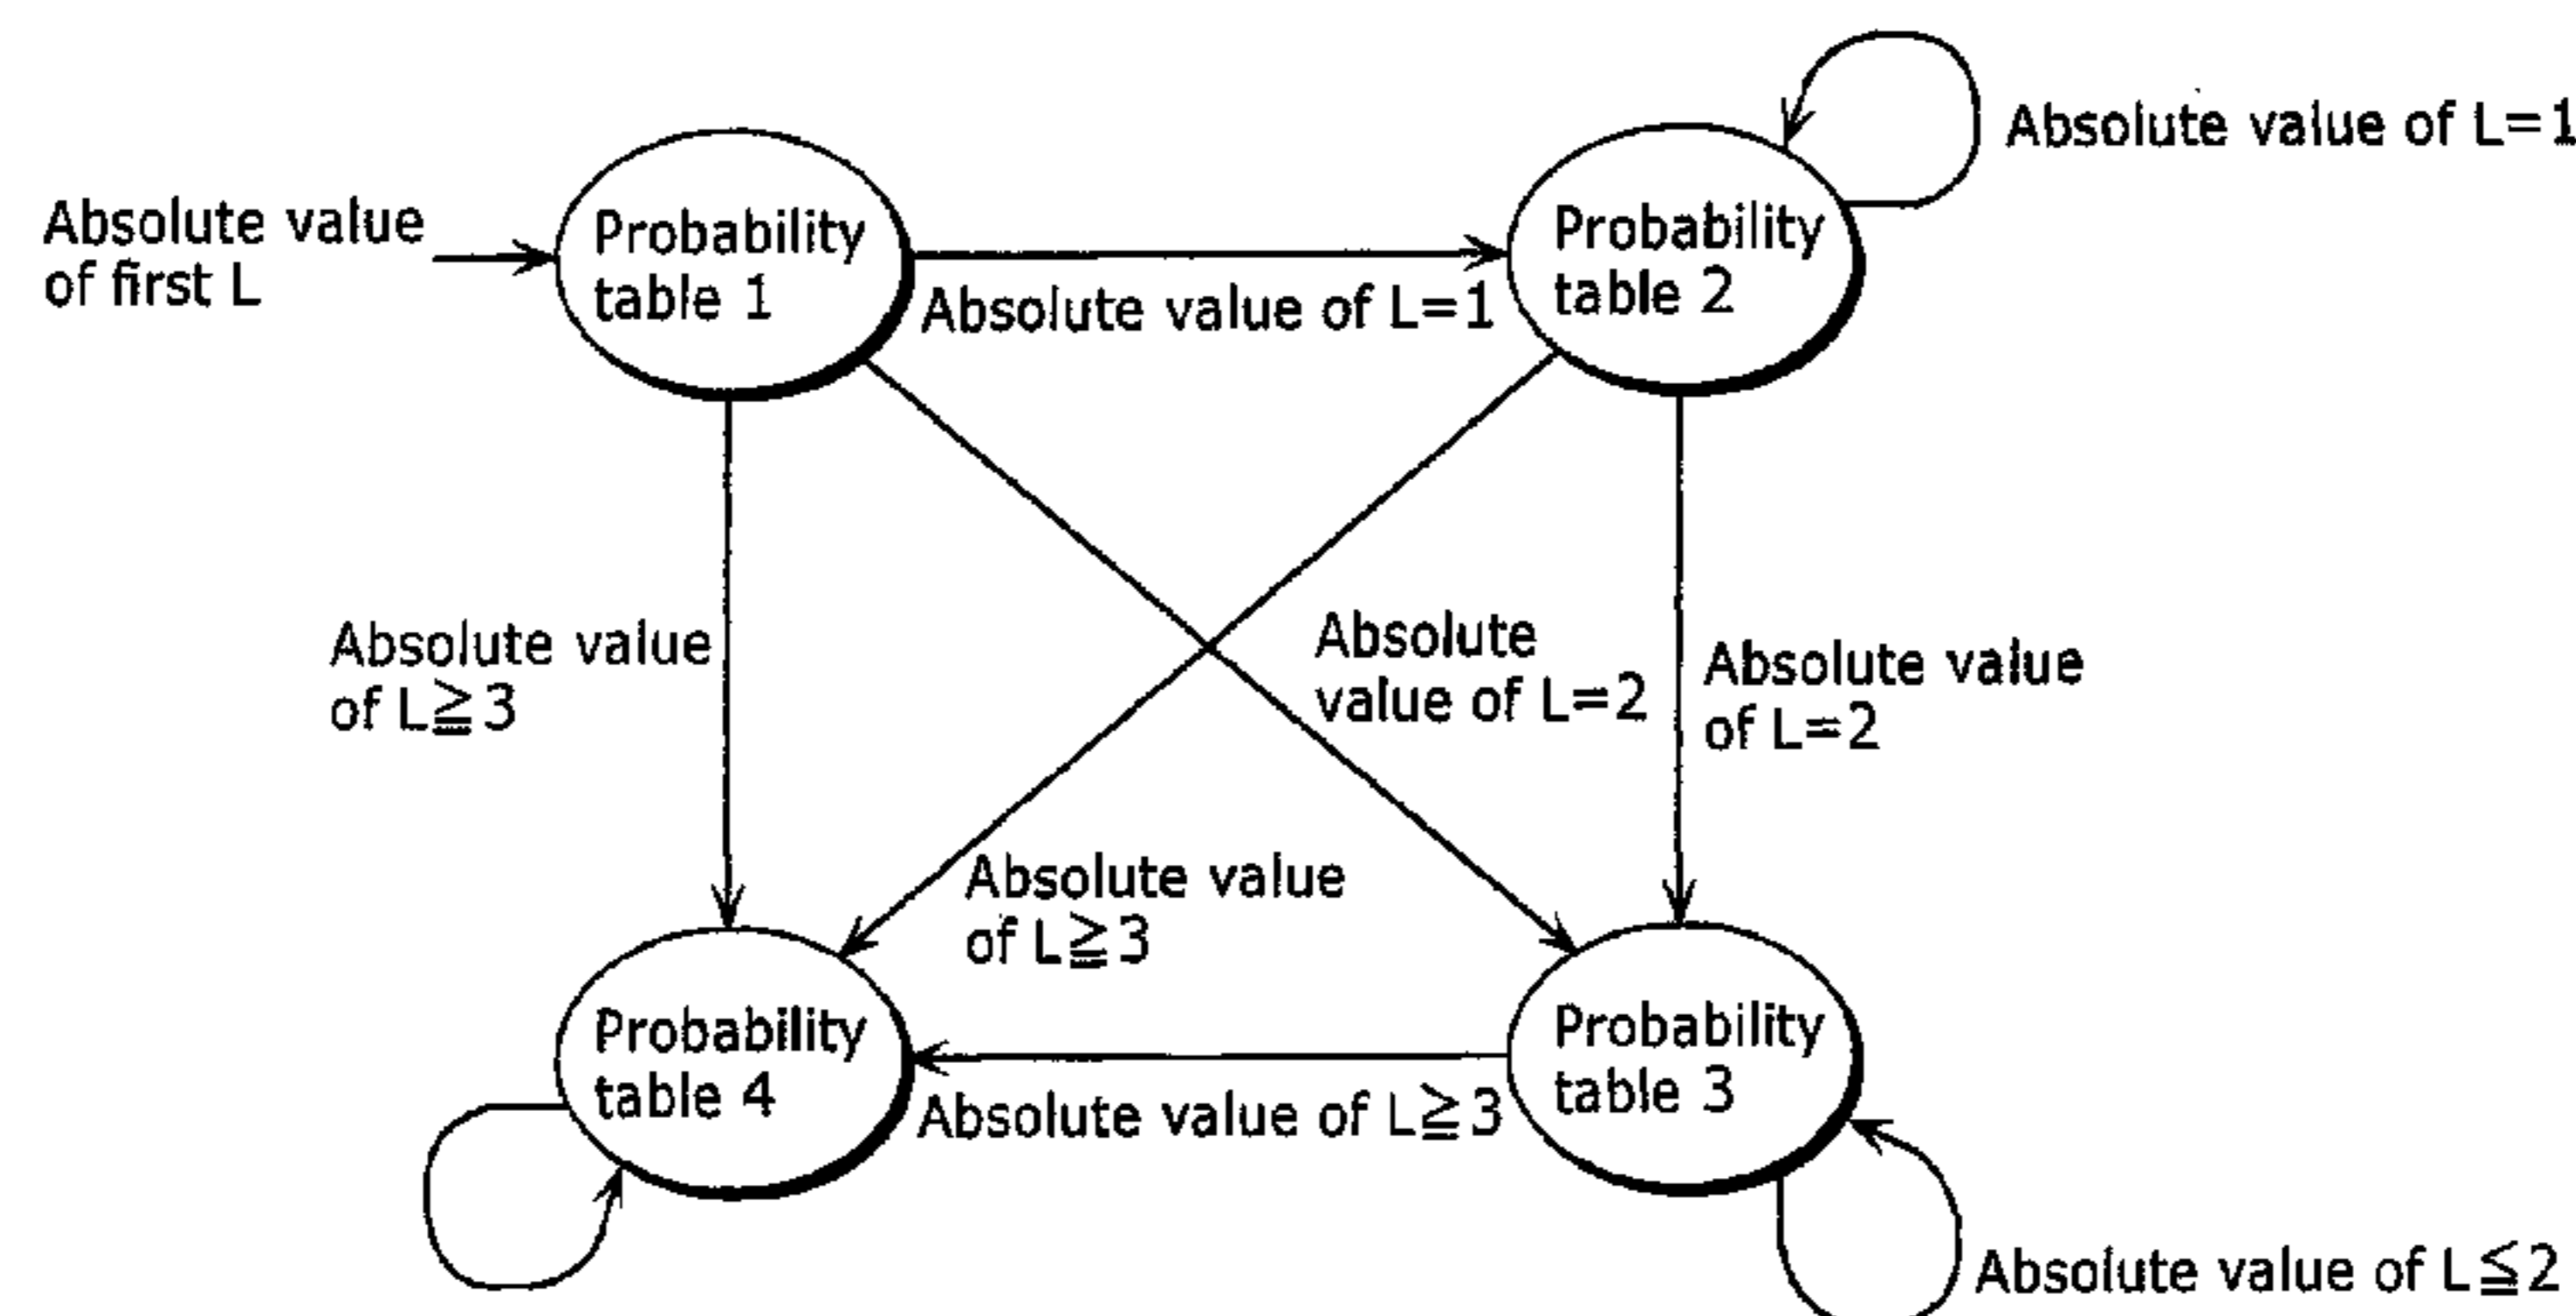 Absolute value of L=1
Absolute value
of first L
Probability
table 1
Absolute value of L=1
Probability
table 2
Absolute value
of L≧3
Absolute
value of L=2
Absolute value
of L=2
Absolute value
of L≧3
Probability
table 4
Absolute value of L≧3
Probability
table 3
Absolute value of L≦2